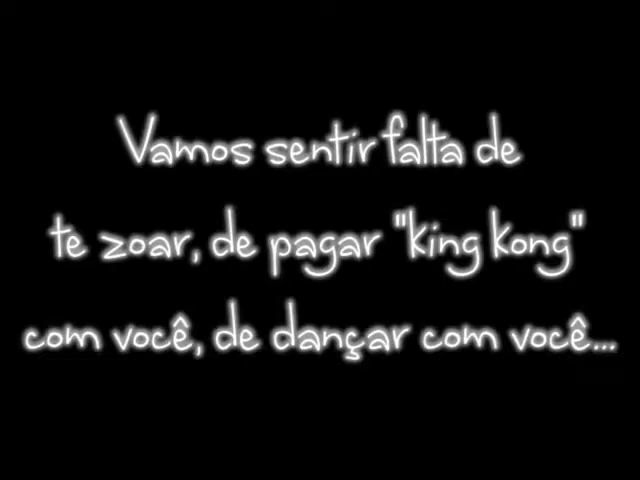 Vamos sentir falta de
te zoar, de pagar "king kong"
com você, de dançar com você...